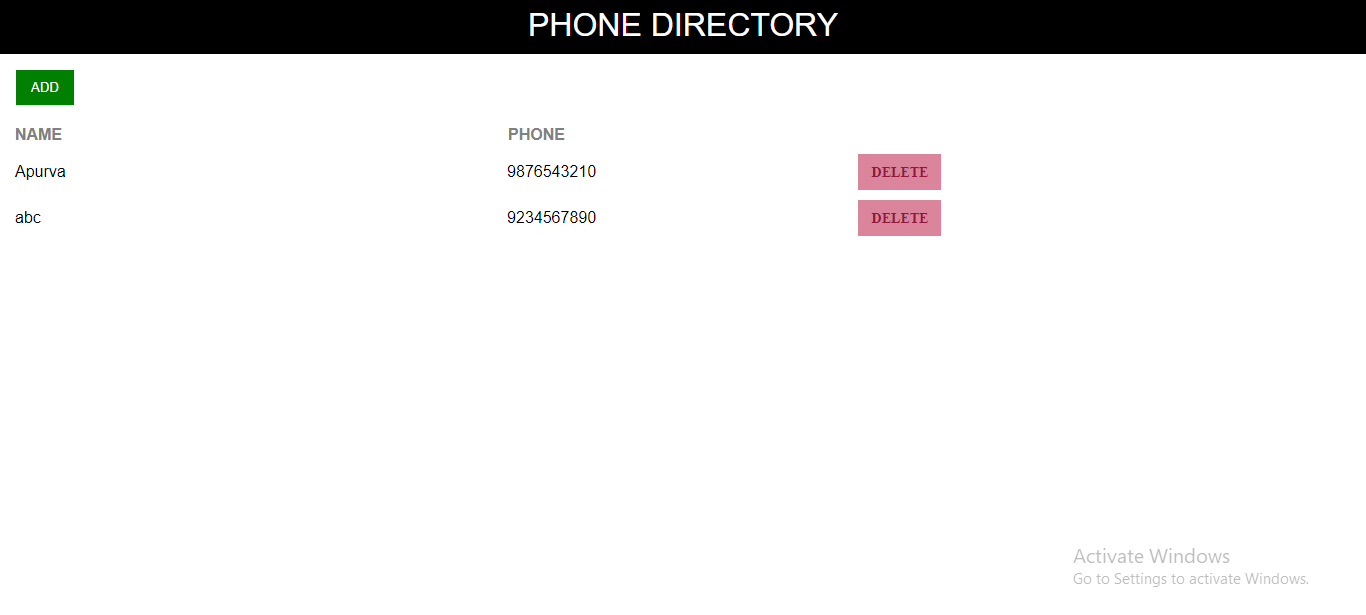 PHONE DIRECTORY
ADD
NAME PHONE
Apurva 9876543210 DELETE
abc 9234567890 DELETE
Activate Windows
Go to Settings to activate Windows.